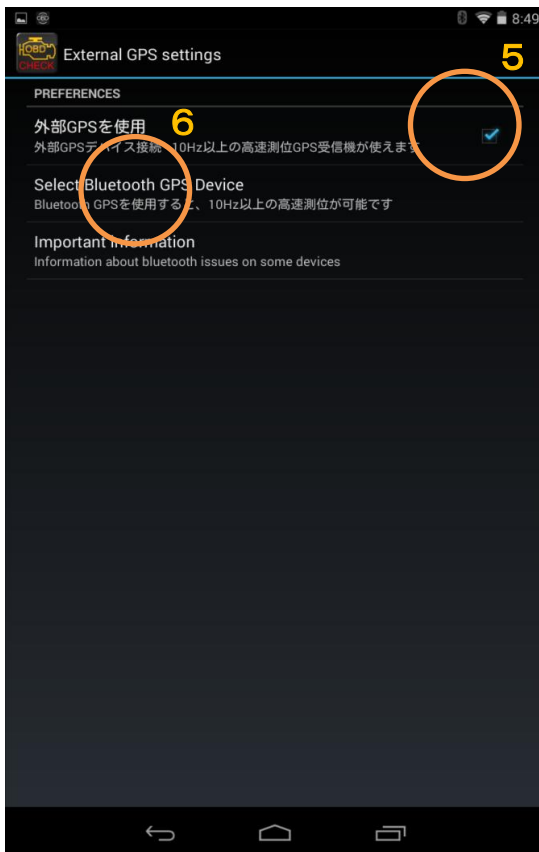 8:49
OBD
CHECK
External GPS settings
5
PREFERENCES
外部GPSを使用
6
外部GPSデバイス接続 10Hz以上の高速測位GPS受信機が使えます
Select Bluetooth GPS Device
Bluetooth GPSを使用すると、10Hz以上の高速測位が可能です
Important information
Information about bluetooth issues on some devices